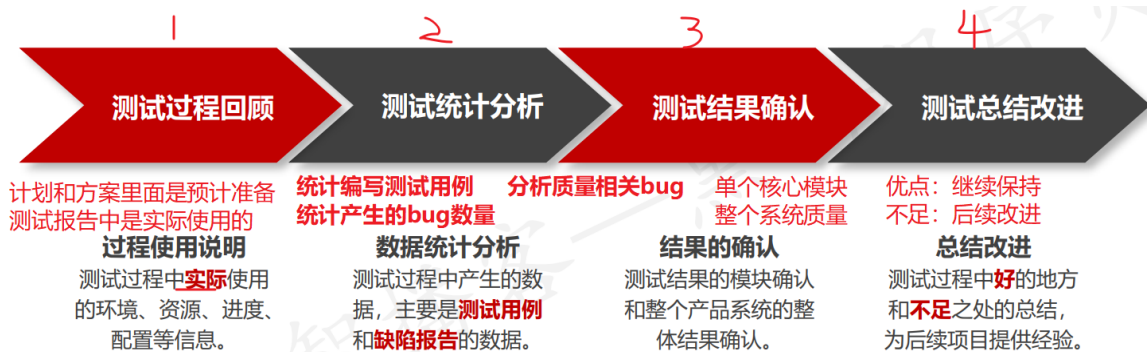 1
2
3
4
测试过程回顾
测试统计分析
测试结果确认
测试总结改进
计划和方案里面是预计准备
测试报告中是实际使用的
过程使用说明
测试过程中实际使用
的环境、资源、进度、
配置等信息。
统计编写测试用例 分析质量相关bug
统计产生的bug数量
数据统计分析
测试过程中产生的数
据，主要是测试用例
和缺陷报告的数据。
单个核心模块
整个系统质量
结果的确认
测试结果的模块确认
和整个产品系统的整
体结果确认。
优点：继续保持
不足：后续改进
总结改进
测试过程中好的地方
和不足之处的总结，
为后续项目提供经验。